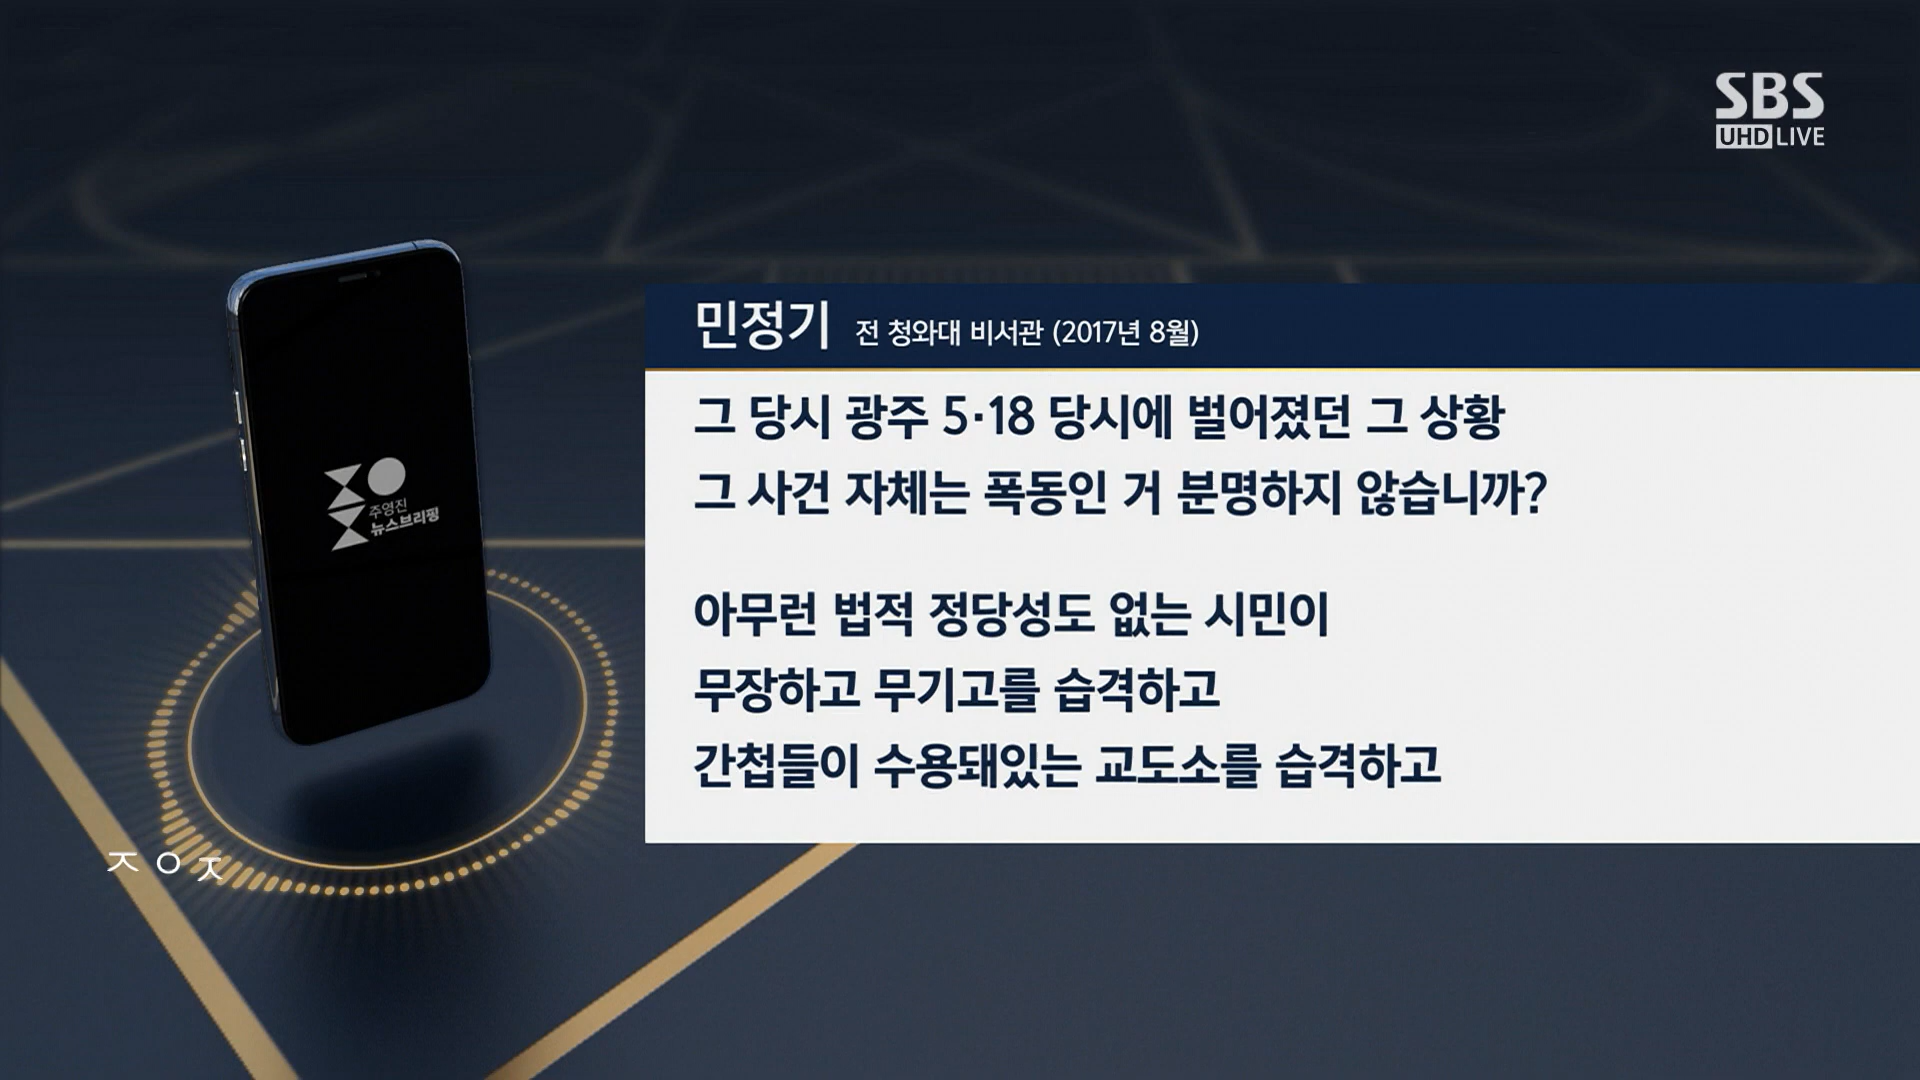 SBS
UHD LIVE
민정기 전 청와대 비서관 (2017년 8월)
그 당시 광주 5·18 당시에 벌어졌던 그 상황
그 사건 자체는 폭동인 거 분명하지 않습니까?
아무런 법적 정당성도 없는 시민이
무장하고 무기고를 습격하고
간첩들이 수용돼있는 교도소를 습격하고
주영진
뉴스브리핑
ㅈㅇㅈ